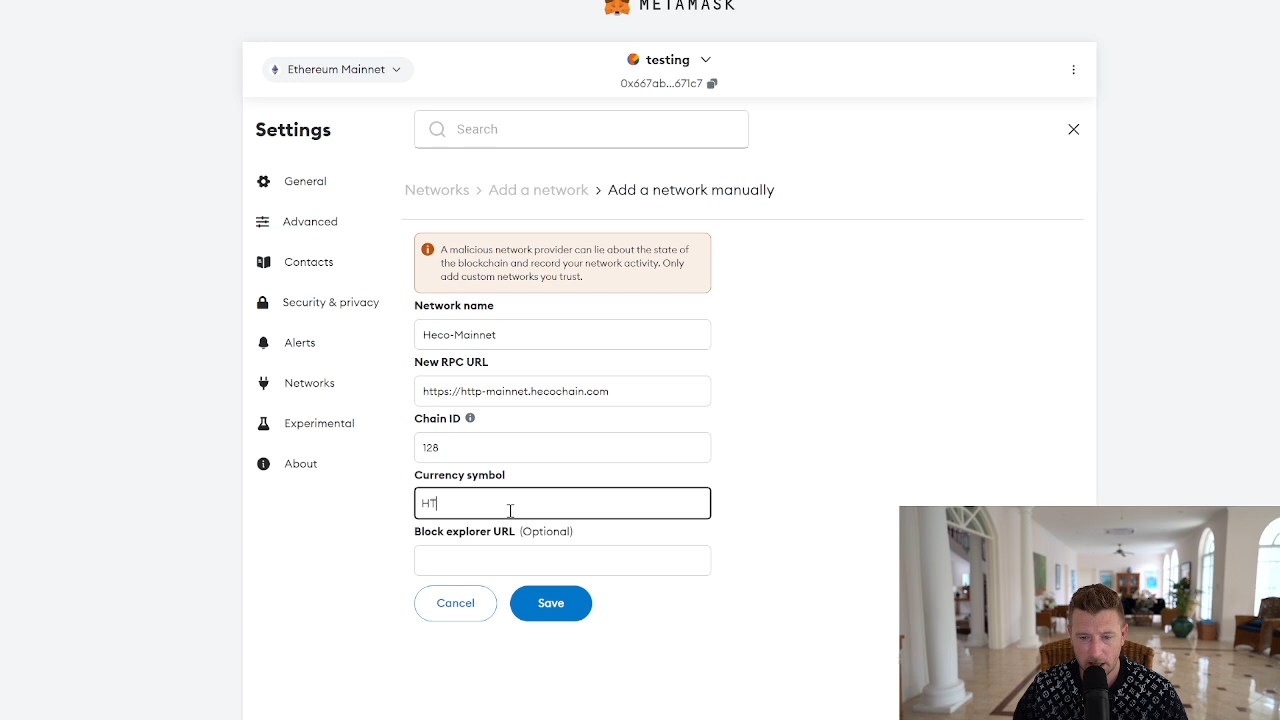 METAMASK
Ethereum Mainnet
testing
0x667ab...671c7
Settings
Search
General
Advanced
Contacts
Security & privacy
Alerts
Networks
Experimental
About
Networks > Add a network > Add a network manually
A malicious network provider can lie about the state of
the blockchain and record your network activity. Only
add custom networks you trust.
Network name
Heco-Mainnet
New RPC URL
https://http-mainnet.hecochain.com
Chain ID
128
Currency symbol
HT
Block explorer URL (Optional)
Cancel
Save